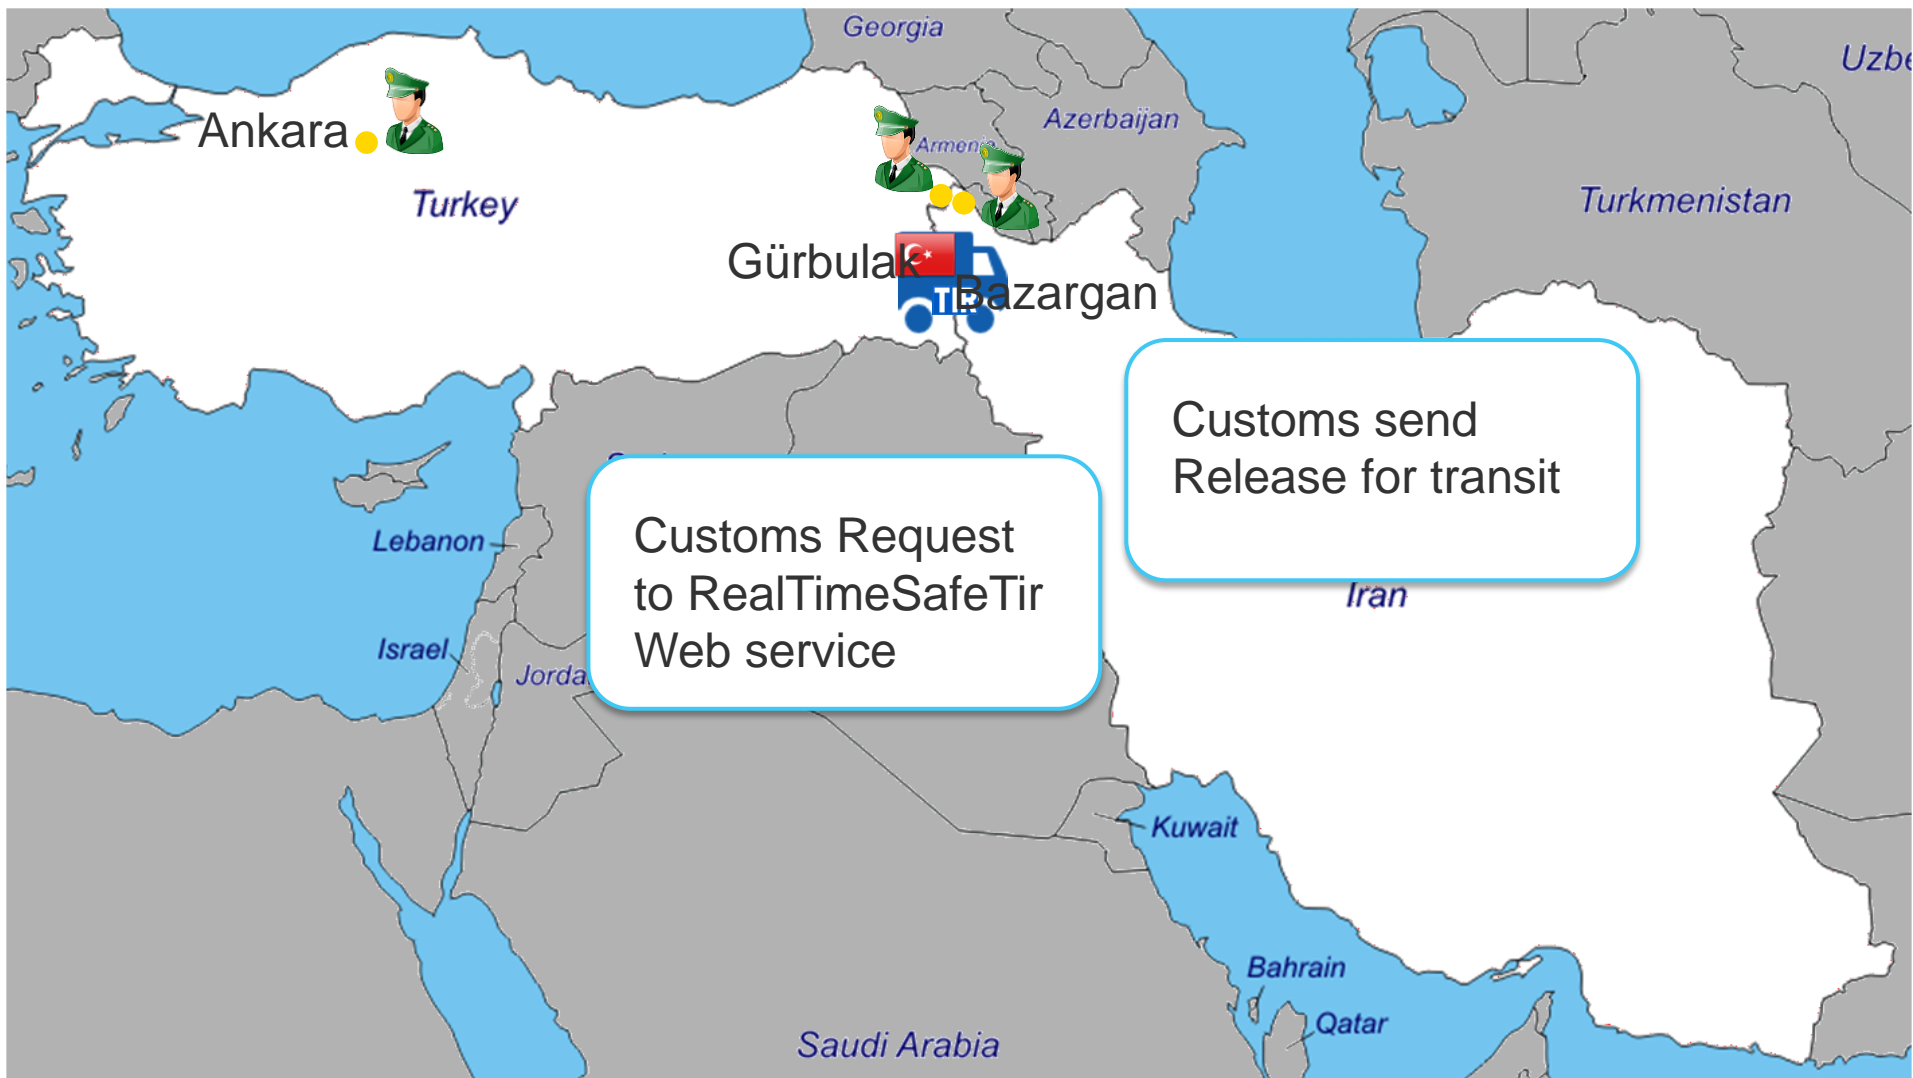 Georgia
Uzbe
Azerbaijan
Ankara
Armenia
Turkey
Turkmenistan
Gürbulak
TIR
Bazargan
Customs send
Release for transit
Customs Request
to RealTimeSafeTir
Web service
Lebanon
Iran
Israel
Jorda
Kuwait
Bahrain
Qatar
Saudi Arabia